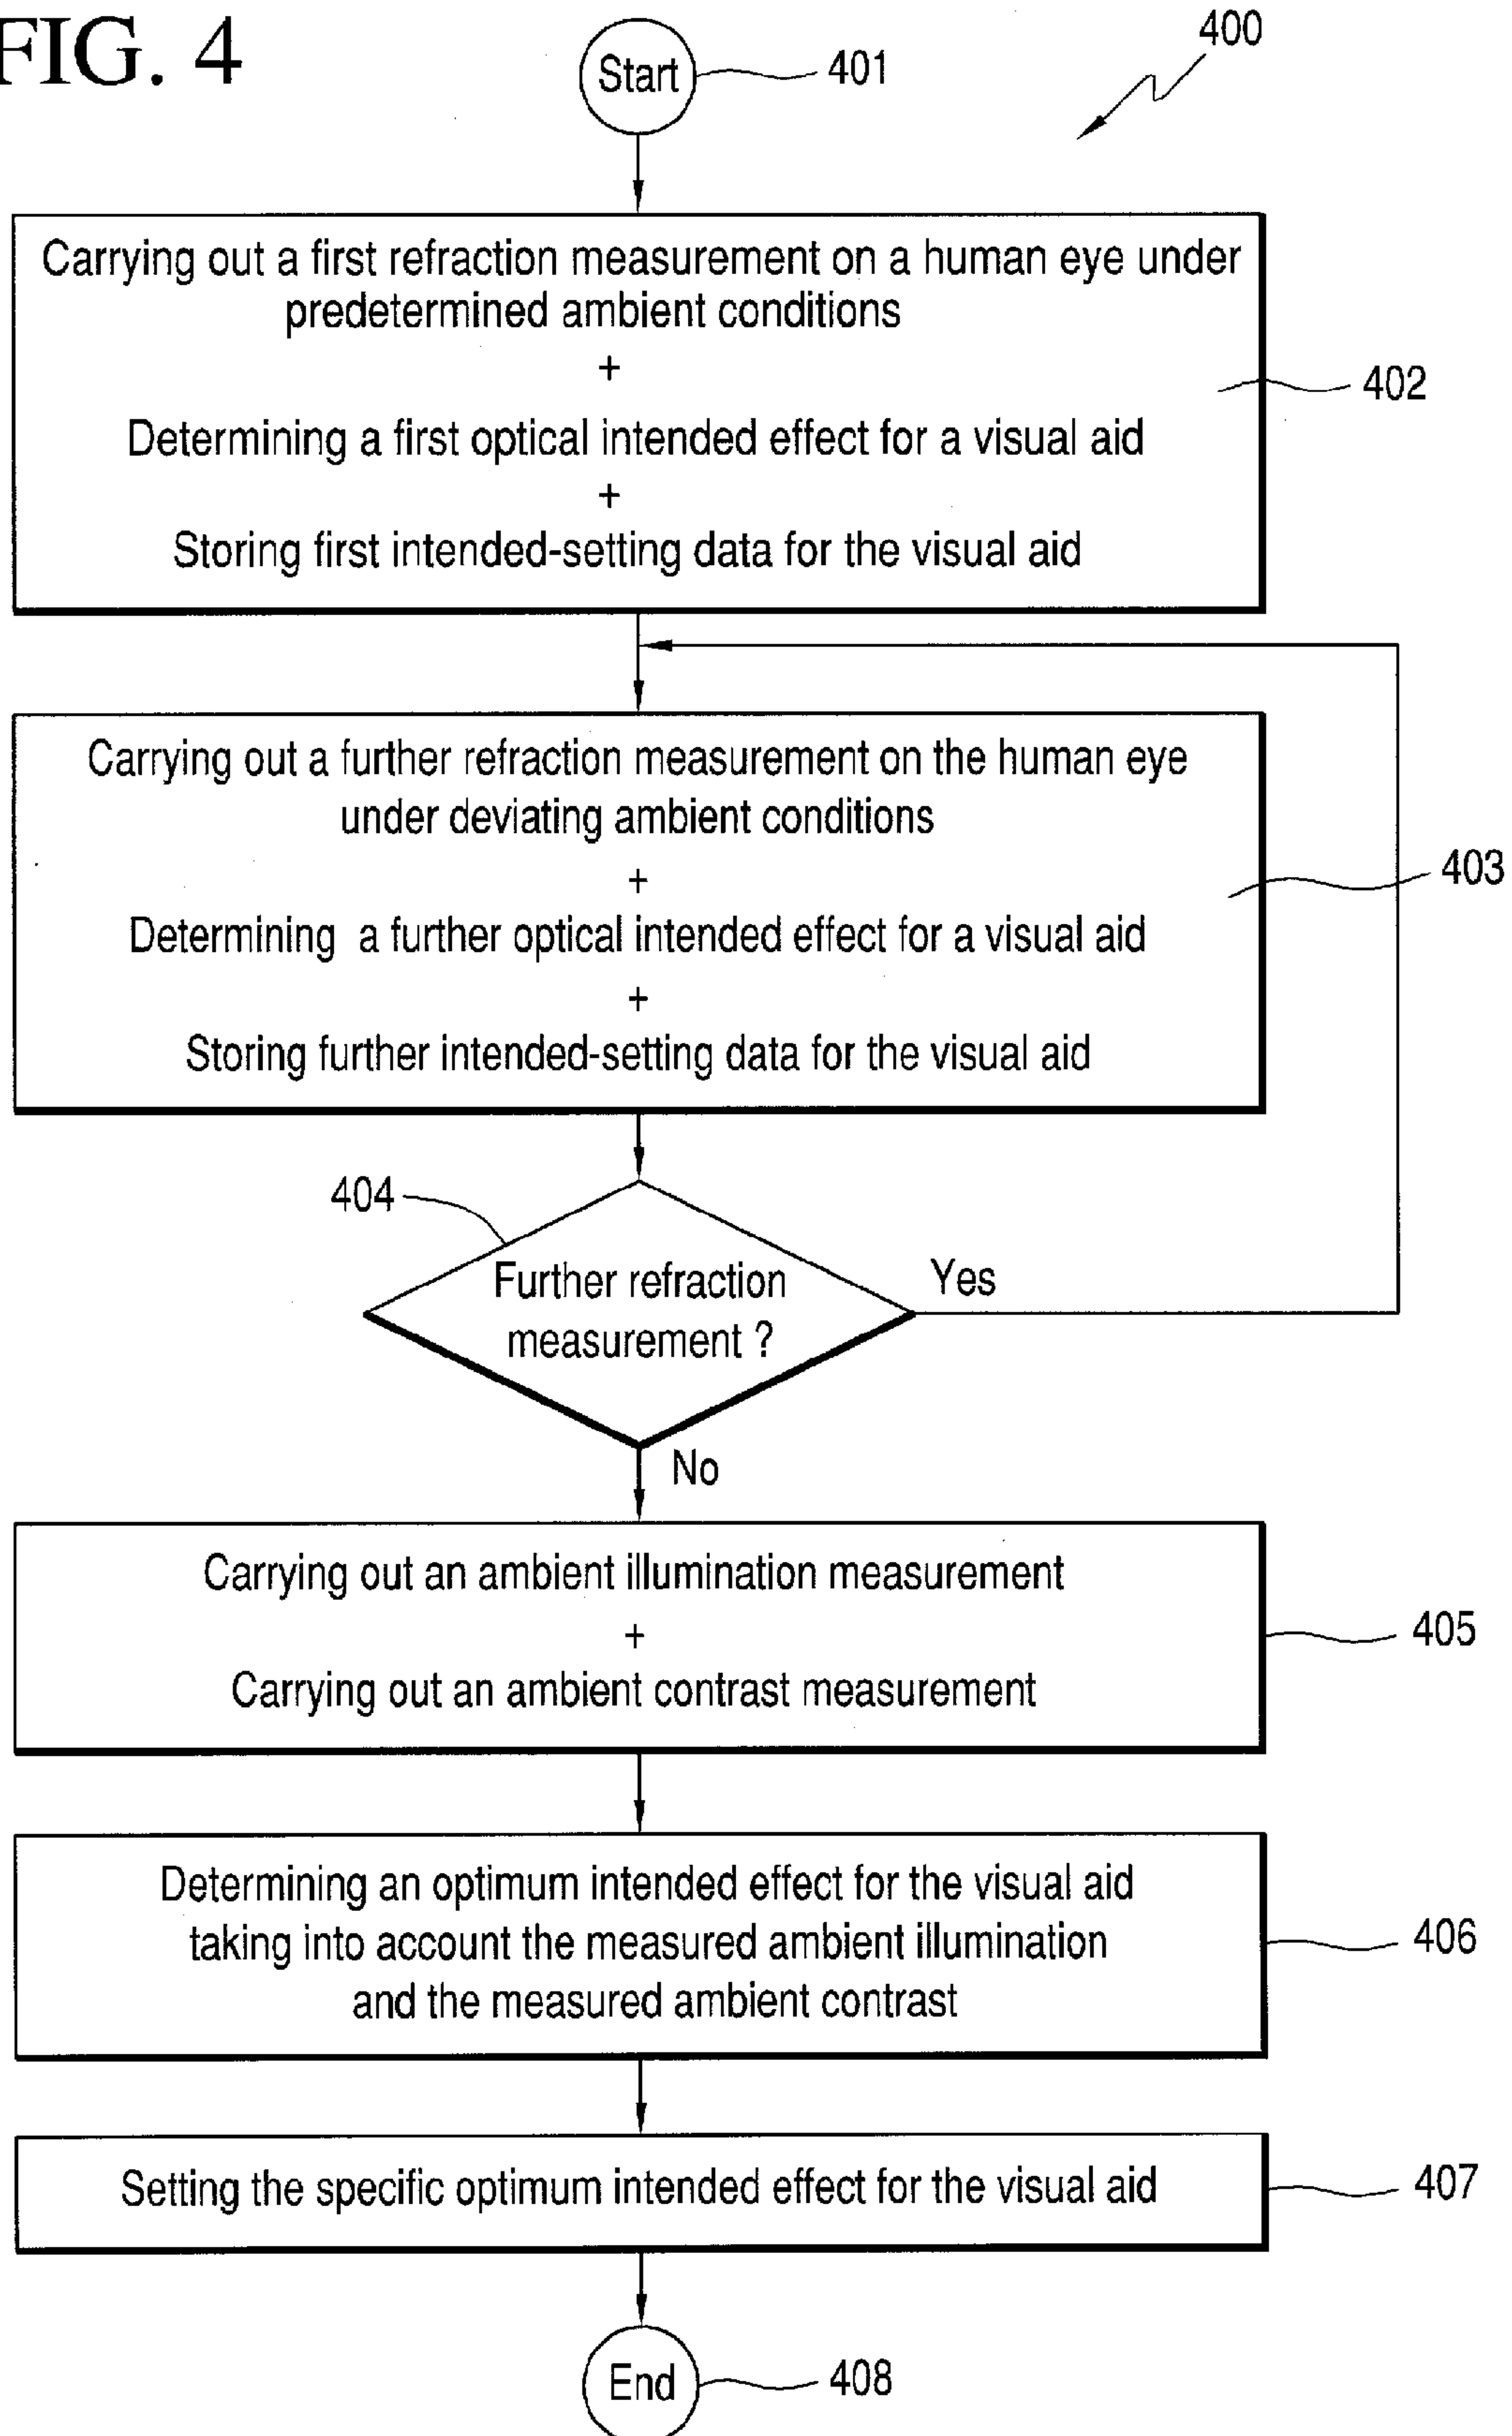 FIG. 4
400
Start
401
Carrying out a first refraction measurement on a human eye under
predetermined ambient conditions
+
Determining a first optical intended effect for a visual aid
+
Storing first intended-setting data for the visual aid
402
Carrying out a further refraction measurement on the human eye
under deviating ambient conditions
+
Determining a further optical intended effect for a visual aid
+
Storing further intended-setting data for the visual aid
403
404
Further refraction
measurement ?
Yes
No
Carrying out an ambient illumination measurement
+
Carrying out an ambient contrast measurement
405
Determining an optimum intended effect for the visual aid
taking into account the measured ambient illumination
and the measured ambient contrast
406
Setting the specific optimum intended effect for the visual aid
407
End
408